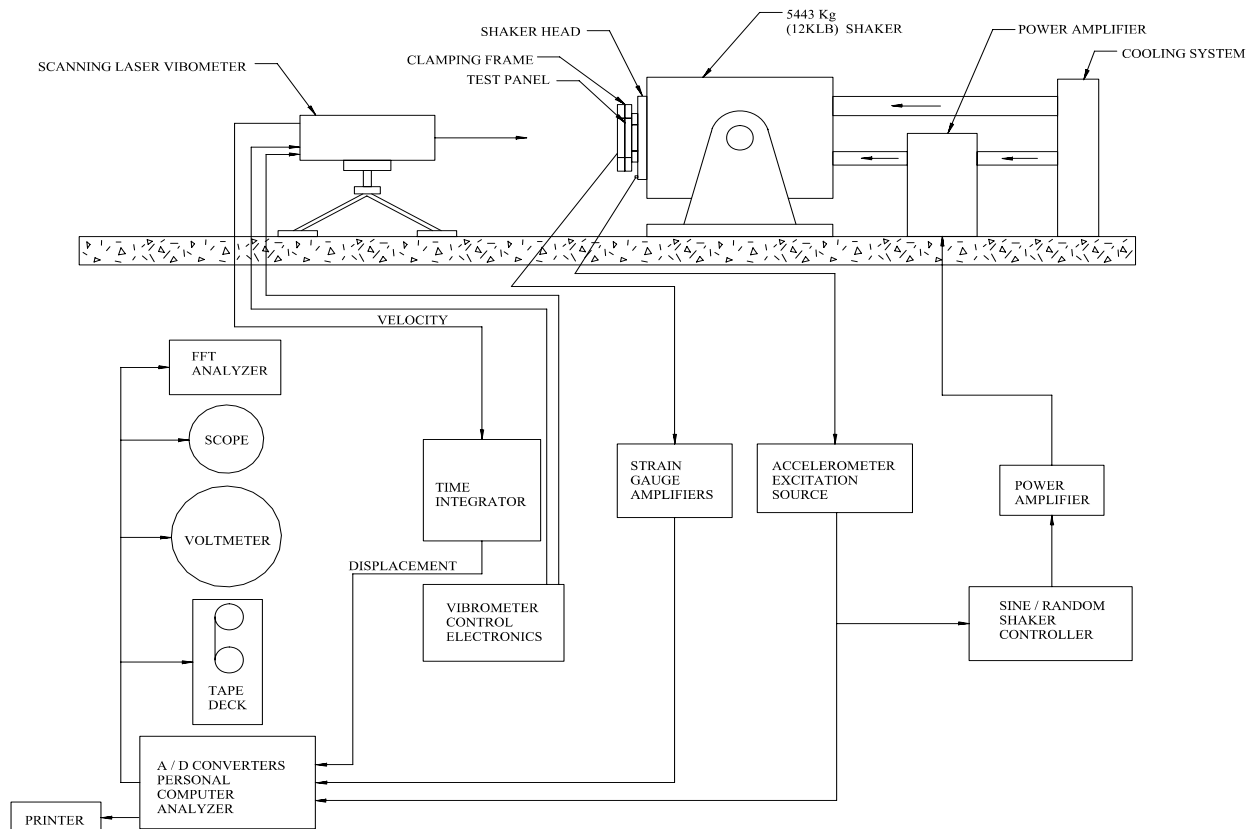 5443 Kg
(12KLB) SHAKER
SHAKER HEAD
POWER AMPLIFIER
CLAMPING FRAME
COOLING SYSTEM
SCANNING LASER VIBOMETER
TEST PANEL
VELOCITY
FFT
ANALYZER
SCOPE
VOLTMETER
TAPE
DECK
TIME
INTEGRATOR
DISPLACEMENT
VIBROMETER
CONTROL
ELECTRONICS
STRAIN
GAUGE
AMPLIFIERS
ACCELEROMETER
EXCITATION
SOURCE
POWER
AMPLIFIER
SINE / RANDOM
SHAKER
CONTROLLER
A / D CONVERTERS
PERSONAL
COMPUTER
ANALYZER
PRINTER